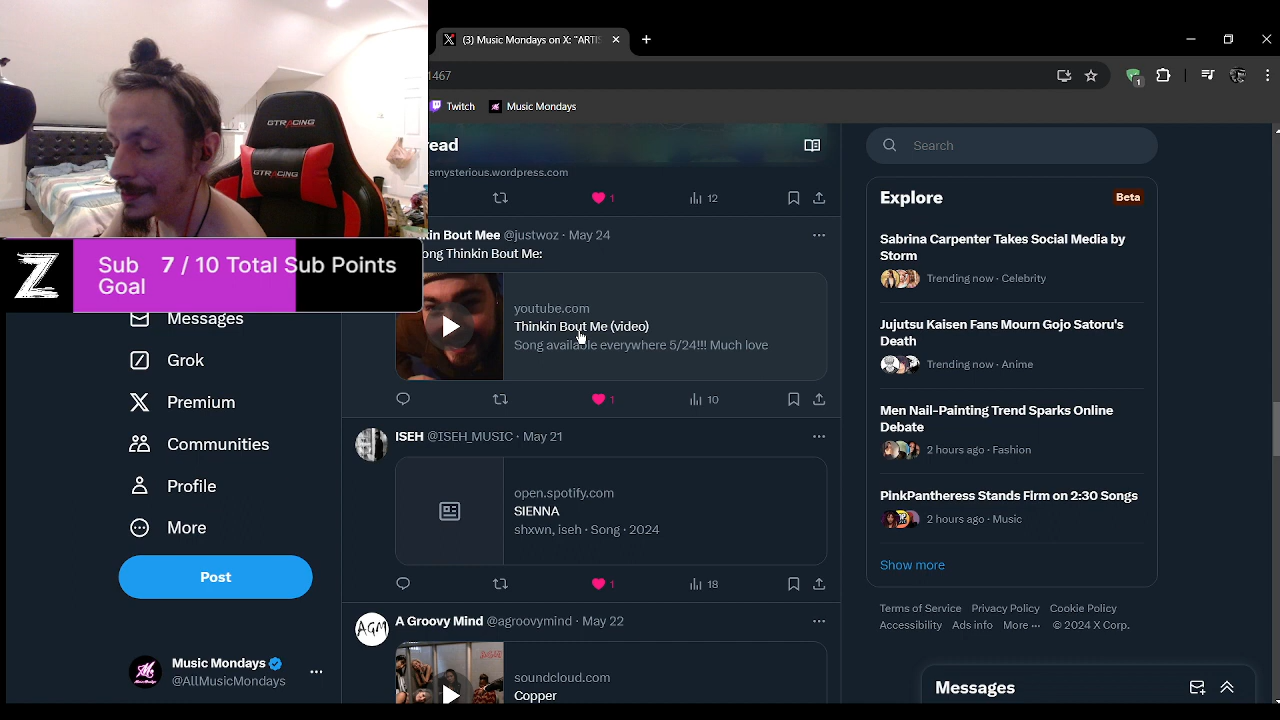 (3) Music Mondays on X: "ARTIS
1467
Twitch
Music Mondays
GTRACING
GTRACING
Z
Sub Goal
7 / 10 Total Sub Points
Messages
Grok
Premium
Communities
Profile
More
Post
Music Mondays
@AllMusicMondays
read
smysterious.wordpress.com
1
12
kin Bout Mee @justwoz · May 24
ong Thinkin Bout Me:
youtube.com
Thinkin Bout Me (video)
Song available everywhere 5/24!!! Much love
1
10
ISEH @ISEH_MUSIC · May 21
open.spotify.com
SIENNA
shxwn, iseh · Song · 2024
1
18
AGM
A Groovy Mind @agroovymind · May 22
soundcloud.com
Copper
Search
Explore
Beta
Sabrina Carpenter Takes Social Media by
Storm
Trending now · Celebrity
Jujutsu Kaisen Fans Mourn Gojo Satoru's
Death
Trending now · Anime
Men Nail-Painting Trend Sparks Online
Debate
2 hours ago · Fashion
PinkPantheress Stands Firm on 2:30 Songs
2 hours ago · Music
Show more
Terms of Service Privacy Policy Cookie Policy
Accessibility Ads info More ··· © 2024 X Corp.
Messages